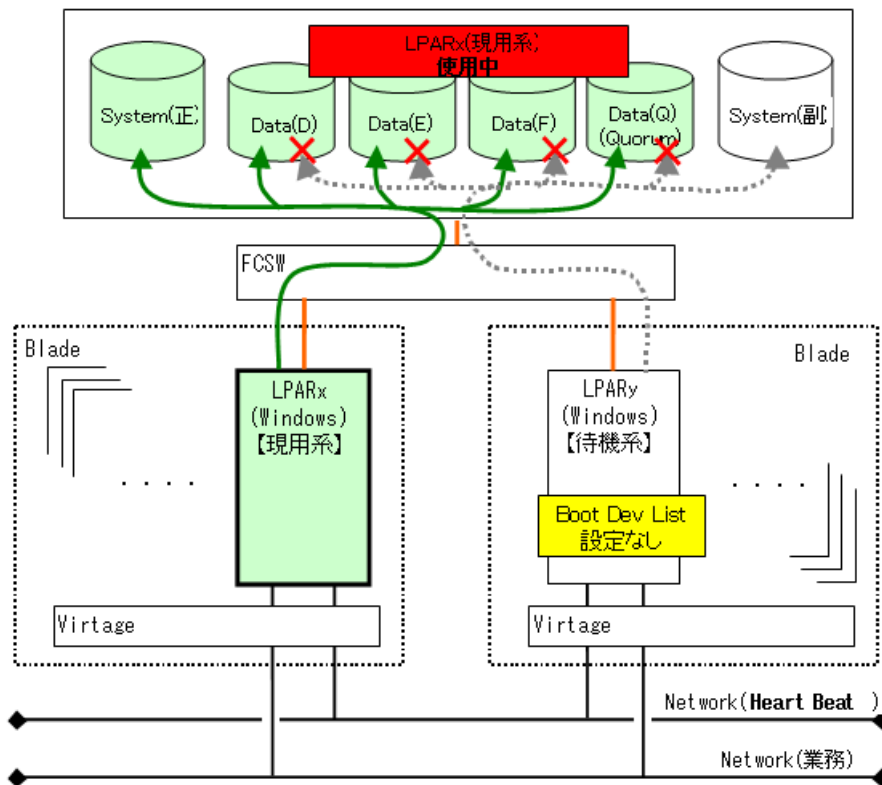 LPARx(現用系)
使用中
System(正)
Data(D)
Data(E)
Data(F)
Data(Q)
(Quorum)
System(副)
FCSW
Blade
Blade
LPARx
(Windows)
【現用系】
LPARy
(Windows)
【待機系】
. . . .
. . . .
Boot Dev List
設定なし
Virtage
Virtage
Network(Heart Beat )
Network(業務)